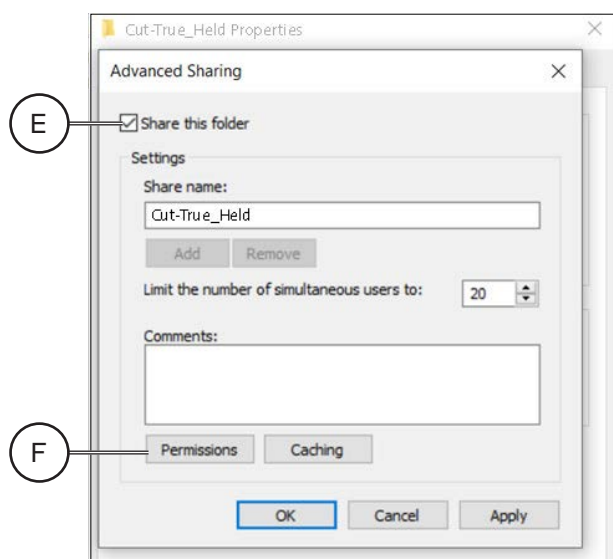 Cut-True_Held Properties
Advanced Sharing
E
Share this folder
Settings
Share name:
Cut-True_Held
Add Remove
Limit the number of simultaneous users to: 20
Comments:
F
Permissions Caching
OK Cancel Apply